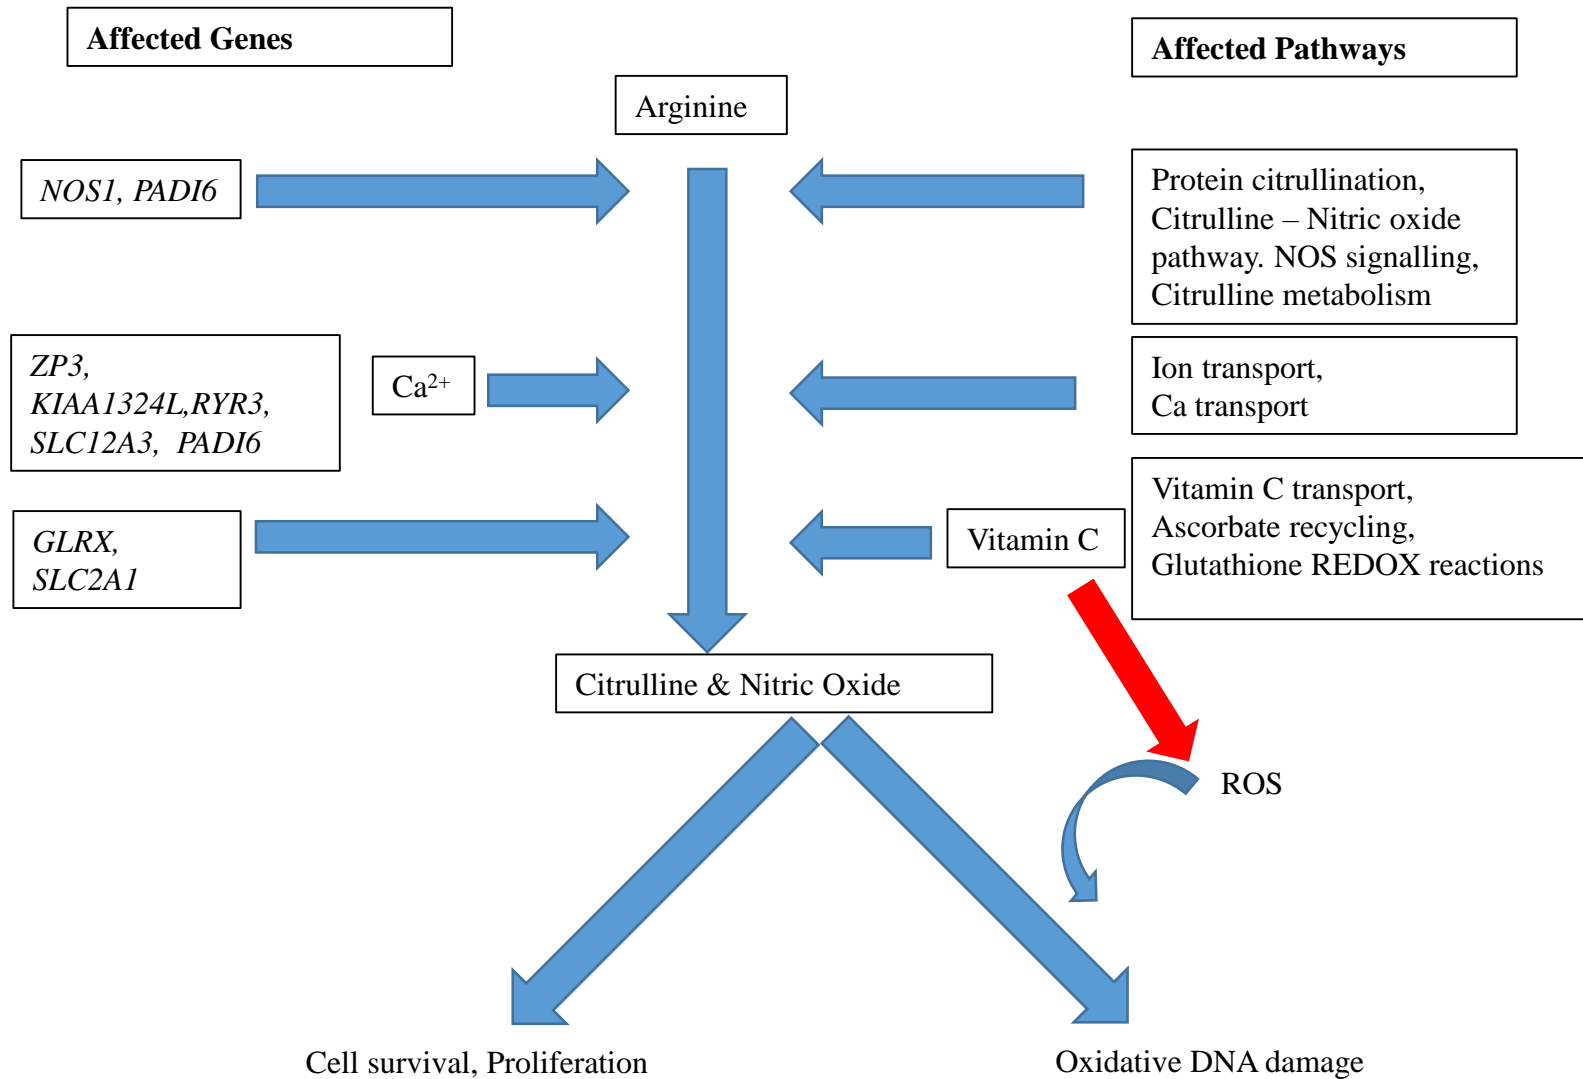 Affected Genes
Affected Pathways
Arginine
NOS1, PADI6
Protein citrullination,
Citrulline – Nitric oxide
pathway. NOS signalling,
Citrulline metabolism
ZP3,
KIAA1324L,RYR3,
SLC12A3, PADI6
Ca²⁺
Ion transport,
Ca transport
GLRX,
SLC2A1
Vitamin C
Vitamin C transport,
Ascorbate recycling,
Glutathione REDOX reactions
Citrulline & Nitric Oxide
ROS
Cell survival, Proliferation
Oxidative DNA damage